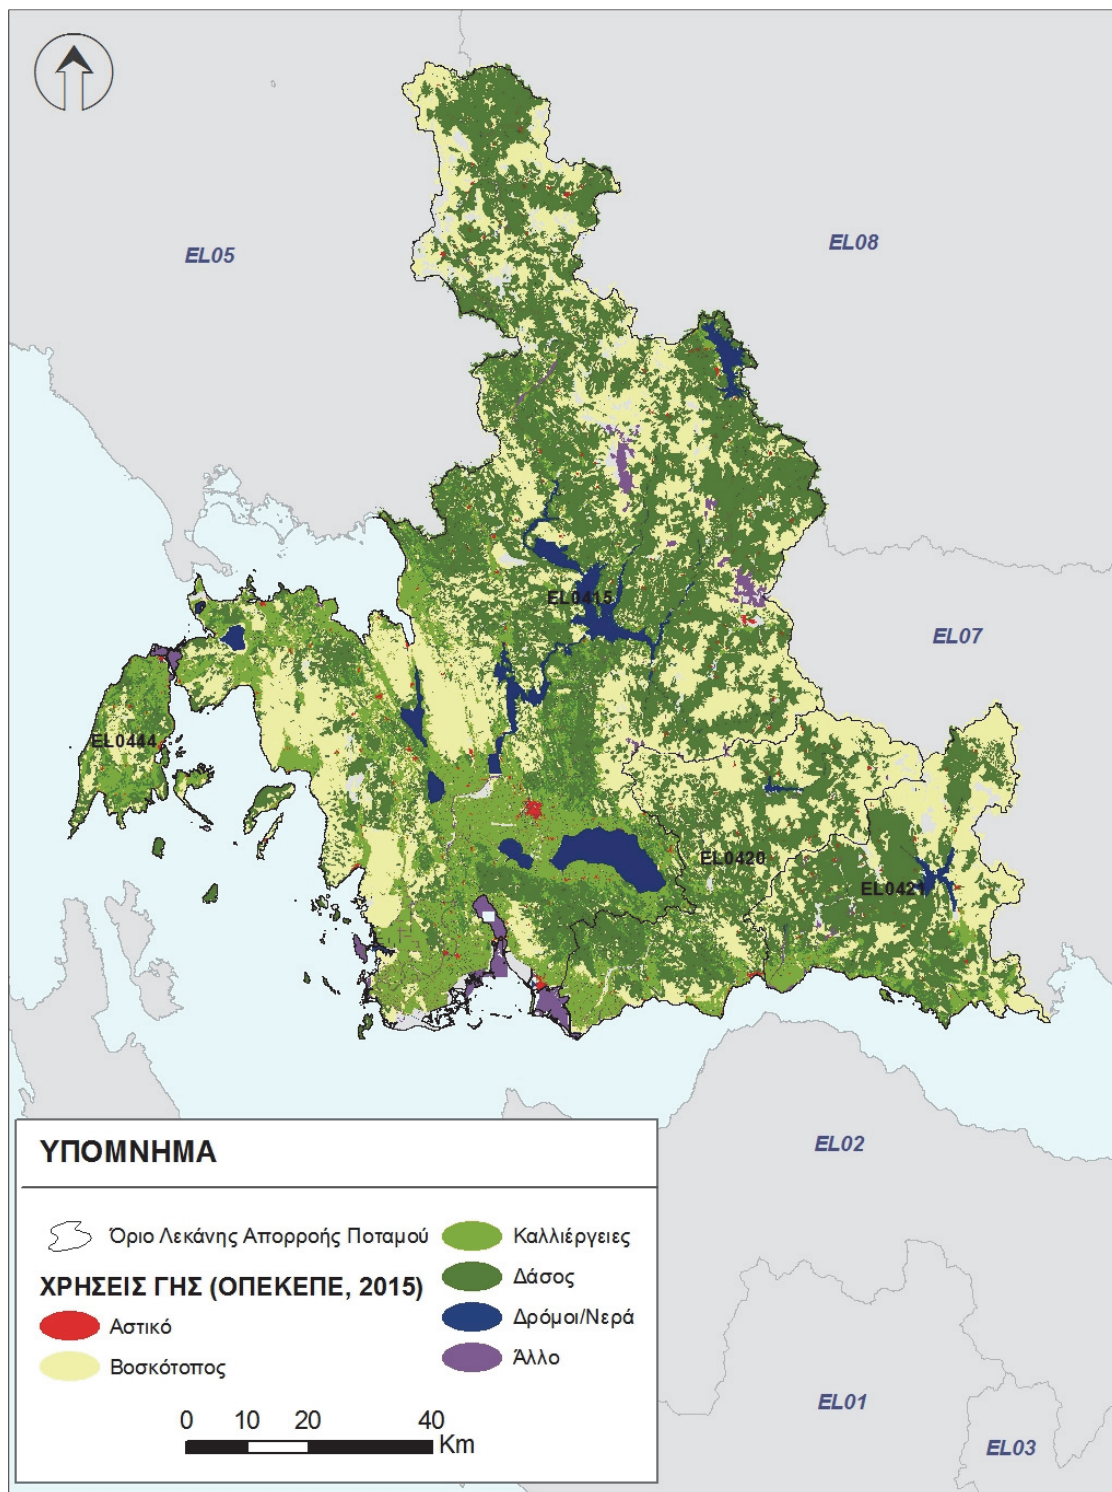 EL05
EL08
EL0415
EL07
EL0444
EL0420
EL0421
EL02
ΥΠΟΜΝΗΜΑ
Όριο Λεκάνης Απορροής Ποταμού
Καλλιέργειες
ΧΡΗΣΕΙΣ ΓΗΣ (ΟΠΕΚΕΠΕ, 2015)
Δάσος
Αστικό
Δρόμοι/Νερά
Βοσκότοπος
Άλλο
0 10 20 40
Km
EL01
EL03